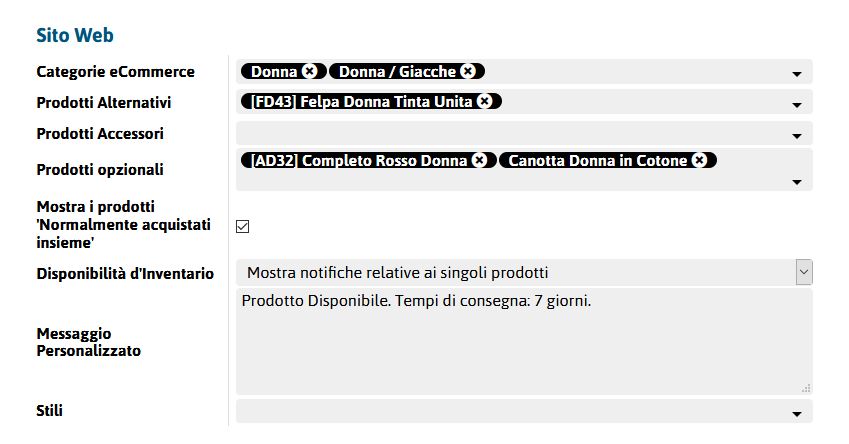 Sito Web
Categorie eCommerce
Donna
Donna / Giacche
Prodotti Alternativi
[FD43] Felpa Donna Tinta Unita
Prodotti Accessori
Prodotti opzionali
[AD32] Completo Rosso Donna
Canotta Donna in Cotone
Mostra i prodotti
'Normalmente acquistati
insieme'
Disponibilità d'Inventario
Mostra notifiche relative ai singoli prodotti
Messaggio
Personalizzato
Prodotto Disponibile. Tempi di consegna: 7 giorni.
Stili